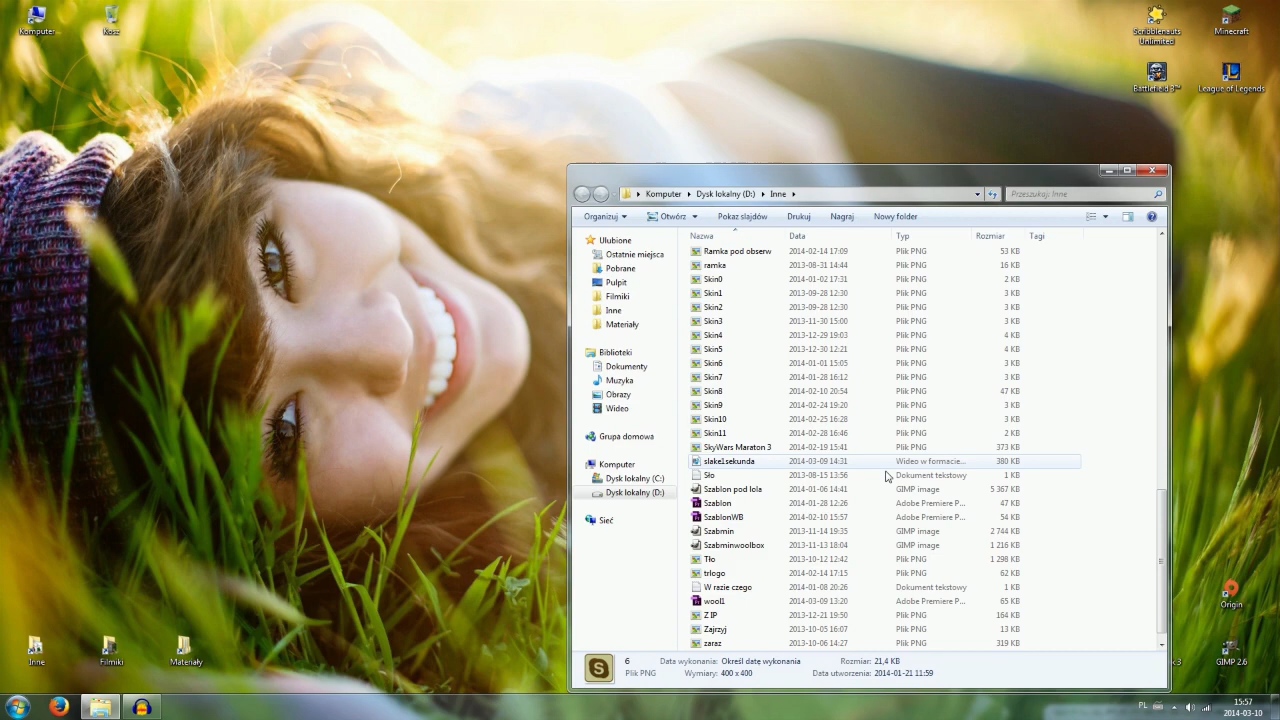 Komputer
Kosz
Scribblenauts Unlimited
Minecraft
Battlefield 3™
League of Legends
Komputer Dysk lokalny (D:) Inne
Przeszukaj: Inne
Organizuj Otwórz Pokaz slajdów Drukuj Nagraj Nowy folder
Nazwa Data Typ Rozmiar Tagi
Ulubione
Ostatnie miejsca
Pobrane
Pulpit
Filmiki
Inne
Materiały
Biblioteki
Dokumenty
Muzyka
Obrazy
Wideo
Grupa domowa
Komputer
Dysk lokalny (C:)
Dysk lokalny (D:)
Sieć
Ramka pod obserw 2014-02-14 17:09 Plik PNG 53 KB
ramka 2013-08-31 14:44 Plik PNG 16 KB
Skin0 2014-01-02 17:31 Plik PNG 2 KB
Skin1 2013-09-28 12:30 Plik PNG 3 KB
Skin2 2013-09-28 12:30 Plik PNG 3 KB
Skin3 2013-11-30 15:00 Plik PNG 3 KB
Skin4 2013-12-29 19:03 Plik PNG 4 KB
Skin5 2013-12-30 12:21 Plik PNG 4 KB
Skin6 2014-01-01 15:05 Plik PNG 3 KB
Skin7 2014-01-28 16:12 Plik PNG 3 KB
Skin8 2014-02-10 20:54 Plik PNG 47 KB
Skin9 2014-02-24 19:20 Plik PNG 3 KB
Skin10 2014-02-25 16:28 Plik PNG 3 KB
Skin11 2014-02-28 16:46 Plik PNG 2 KB
SkyWars Maraton 3 2014-02-19 15:41 Plik PNG 373 KB
slake1sekunda 2014-03-09 14:31 Wideo w formacie... 380 KB
Sło 2013-08-15 13:56 Dokument tekstowy 1 KB
Szablon pod lola 2014-01-06 14:41 GIMP image 5 367 KB
Szablon 2014-01-28 12:26 Adobe Premiere P... 47 KB
SzablonWB 2014-02-10 15:57 Adobe Premiere P... 54 KB
Szabmin 2013-11-14 19:35 GIMP image 2 744 KB
Szabminwoolbox 2013-11-13 18:04 GIMP image 1 216 KB
Tło 2013-10-12 12:42 Plik PNG 1 298 KB
trlogo 2014-02-14 17:15 Plik PNG 62 KB
W razie czego 2014-01-08 20:26 Dokument tekstowy 1 KB
wool1 2014-03-09 13:20 Adobe Premiere P... 65 KB
Z IP 2013-12-21 19:50 Plik PNG 164 KB
Zajrzyj 2013-10-05 16:07 Plik PNG 13 KB
zaraz 2013-10-06 14:27 Plik PNG 319 KB
6 Data wykonania: Określ datę wykonania Rozmiar: 21,4 KB
Plik PNG Wymiary: 400 x 400 Data utworzenia: 2014-01-21 11:59
Origin
Inne
Filmiki
Materiały
k 3
GIMP 2.6
PL
15:57
2014-03-10